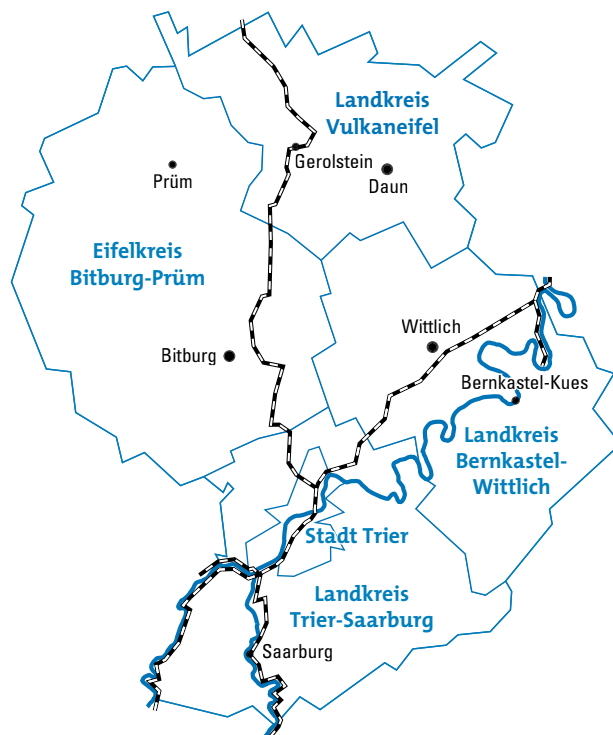 Landkreis
Vulkaneifel
Gerolstein
Prüm
Daun
Eifelkreis
Bitburg-Prüm
Wittlich
Bitburg
Bernkastel-Kues
Landkreis
Bernkastel-
Wittlich
Stadt Trier
Landkreis
Trier-Saarburg
Saarburg